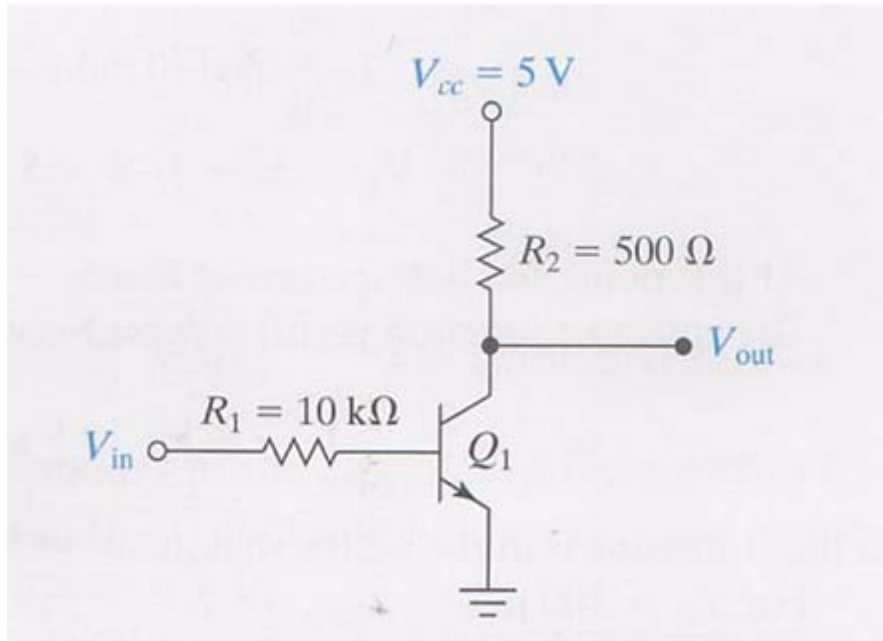 V_cc = 5 V
R_2 = 500 Ω
V_out
R_1 = 10 kΩ
V_in
Q_1